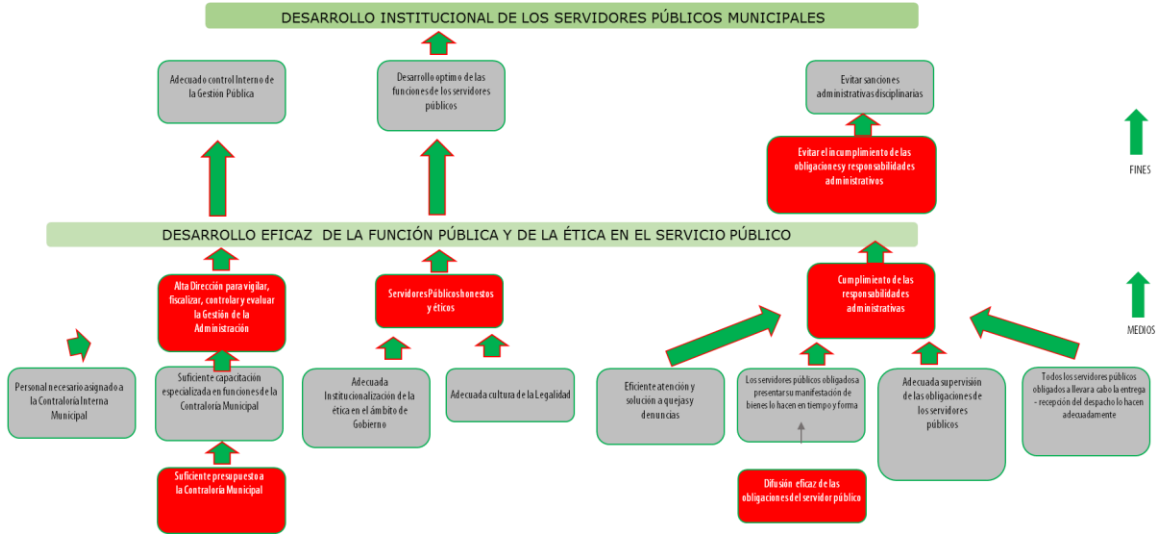 DESARROLLO INSTITUCIONAL DE LOS SERVIDORES PÚBLICOS MUNICIPALES
Adecuado control Interno de
la Gestión Pública
Desarrollo optimo de las
funciones de los servidores
públicos
Evitar sanciones
administrativas disciplinarias
Evitar el incumplimiento de las
obligaciones y responsabilidades
administrativos
FINES
DESARROLLO EFICAZ DE LA FUNCIÓN PÚBLICA Y DE LA ÉTICA EN EL SERVICIO PÚBLICO
Alta Dirección para vigilar,
fiscalizar, controlar y evaluar
la Gestión de la
Administración
Servidores Públicos honestos
y éticos
Cumplimiento de las
responsabilidades
administrativas
MEDIOS
Personal necesario asignado a
la Contraloría Interna
Municipal
Suficiente capacitación
especializada en funciones de la
Contraloría Municipal
Adecuada
Institucionalización de la
ética en el ámbito de
Gobierno
Adecuada cultura de la Legalidad
Eficiente atención y
solución a quejas y
denuncias
Los servidores públicos obligados a
presentar su manifestación de
bienes lo hacen en tiempo y forma
Adecuada supervisión
de las obligaciones de
los servidores
públicos
Todos los servidores públicos
obligados a llevar a cabo la entrega
- recepción del despacho lo hacen
adecuadamente
Suficiente presupuesto a
la Contraloría Municipal
Difusión eficaz de las
obligaciones del servidor público